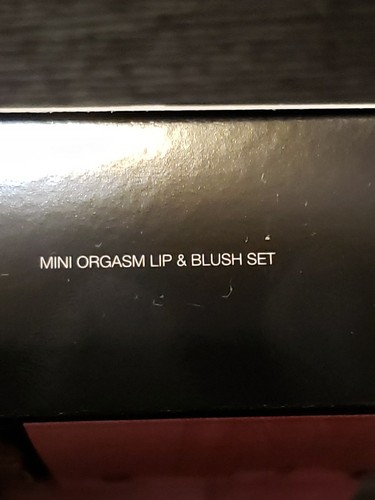 MINI ORGASM LIP & BLUSH SET